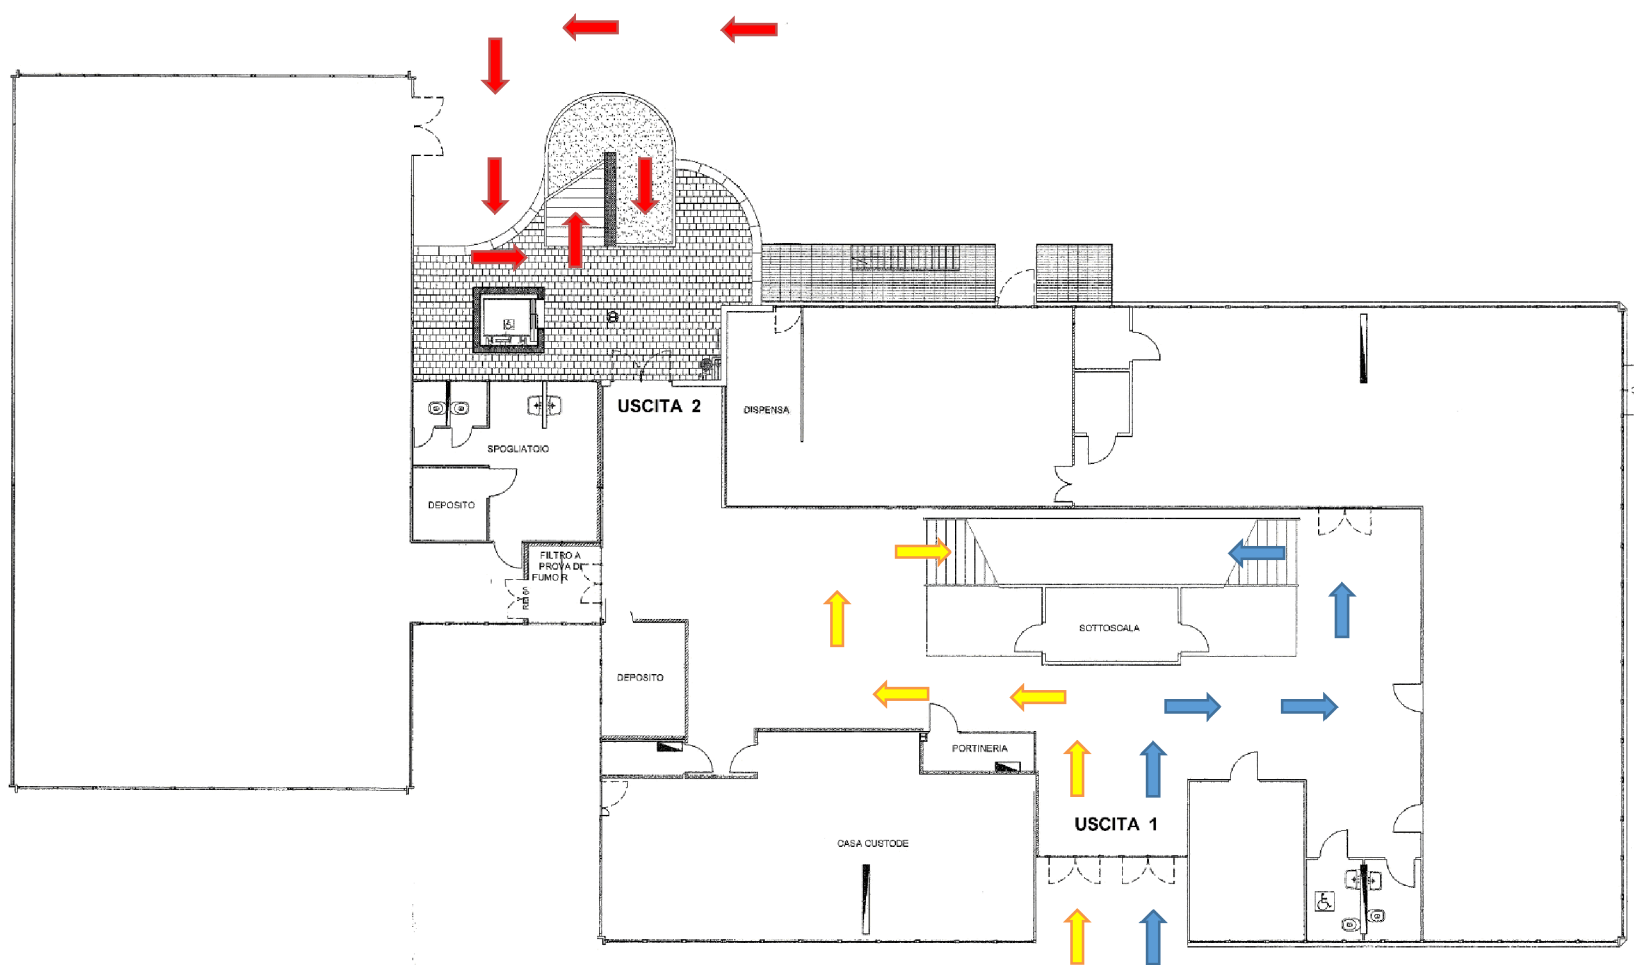 USCITA 2
DISPENSA
SPOGLIATOIO
DEPOSITO
FILTRO A
PROVA DI
FUMO R
SOTTOSCALA
DEPOSITO
PORTINERIA
USCITA 1
CASA CUSTODE